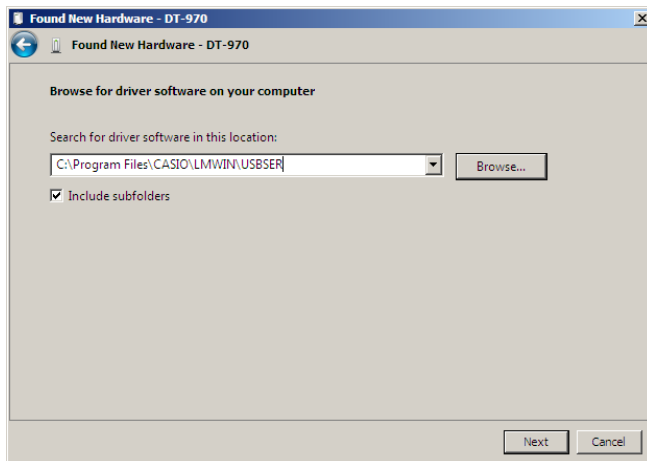 Found New Hardware - DT-970
Found New Hardware - DT-970
Browse for driver software on your computer
Search for driver software in this location:
C:\Program Files\CASIO\LMWIN\USBSER
Browse...
Include subfolders
Next
Cancel